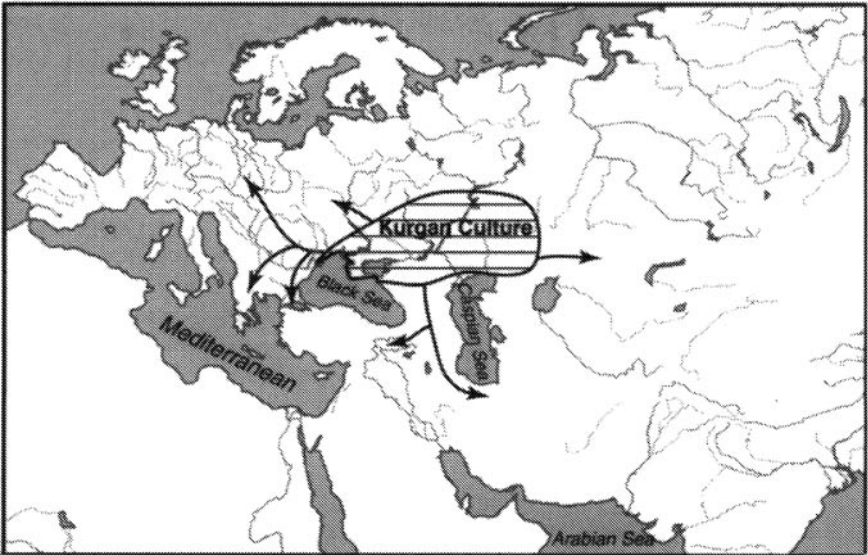 Kurgan Culture
Black Sea
Caspian Sea
Mediterranean
Arabian Sea